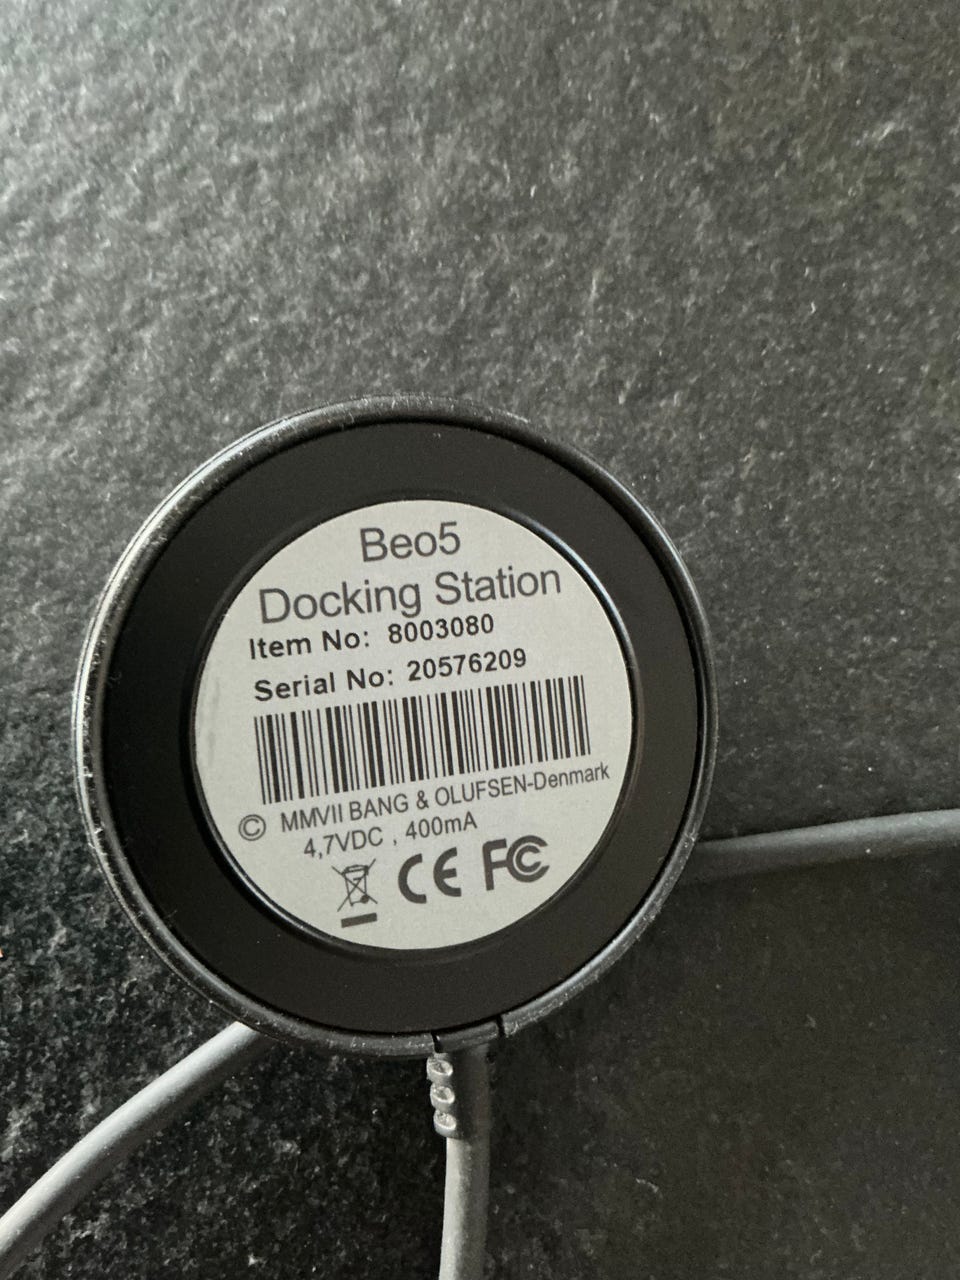 Beo5
Docking Station
Item No: 8003080
Serial No: 20576209
© MMVII BANG & OLUFSEN-Denmark
4,7VDC , 400mA
CE FC